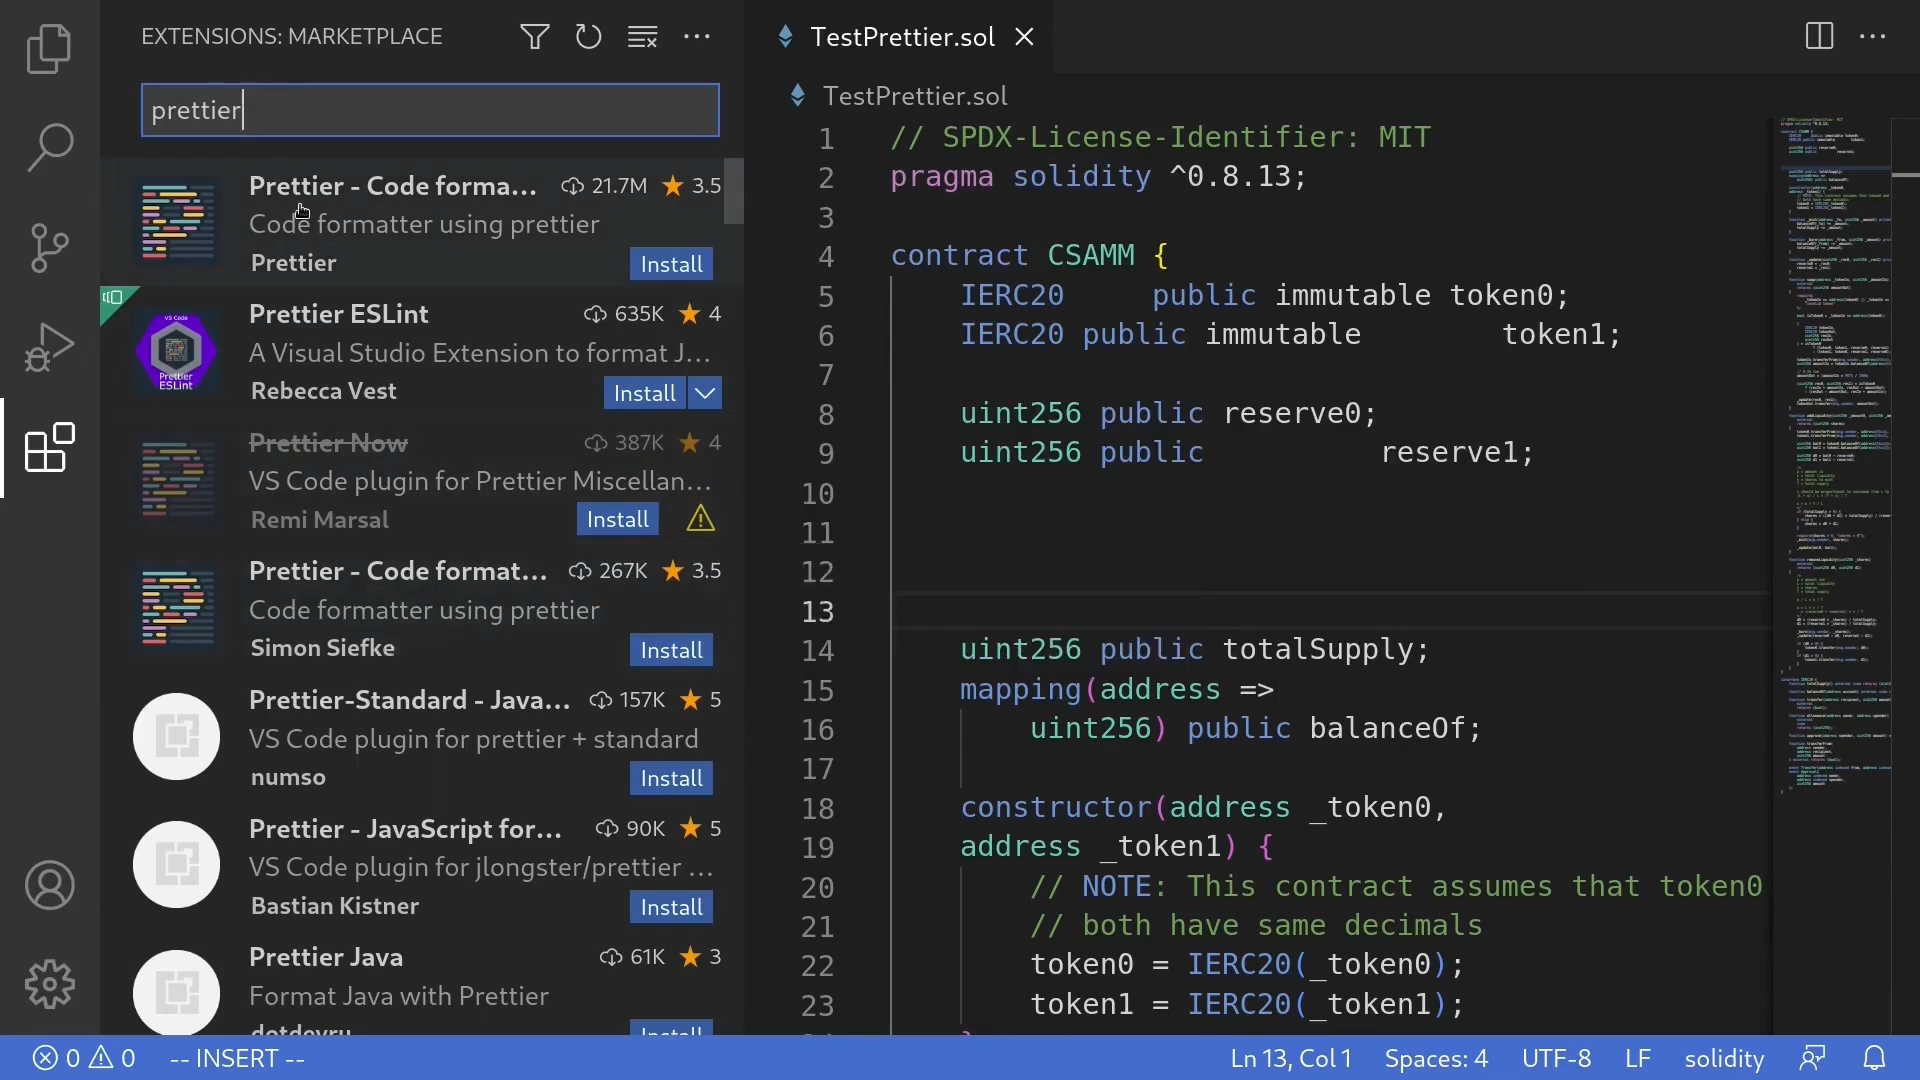 EXTENSIONS: MARKETPLACE
prettier
Prettier - Code forma... 21.7M 3.5
Code formatter using prettier
Prettier Install
VS Code
Prettier
ESLint
Prettier ESLint 635K 4
A Visual Studio Extension to format J...
Rebecca Vest Install
Prettier Now 387K 4
VS Code plugin for Prettier Miscellan...
Remi Marsal Install
Prettier - Code format... 267K 3.5
Code formatter using prettier
Simon Siefke Install
Prettier-Standard - Java... 157K 5
VS Code plugin for prettier + standard
numso Install
Prettier - JavaScript for... 90K 5
VS Code plugin for jlongster/prettier ...
Bastian Kistner Install
Prettier Java 61K 3
Format Java with Prettier
dotdevru Install
TestPrettier.sol
TestPrettier.sol
1 // SPDX-License-Identifier: MIT
2 pragma solidity ^0.8.13;
3
4 contract CSAMM {
5 IERC20 public immutable token0;
6 IERC20 public immutable token1;
7
8 uint256 public reserve0;
9 uint256 public reserve1;
10
11
12
13
14 uint256 public totalSupply;
15 mapping(address =>
16 uint256) public balanceOf;
17
18 constructor(address _token0,
19 address _token1) {
20 // NOTE: This contract assumes that token0
21 // both have same decimals
22 token0 = IERC20(_token0);
23 token1 = IERC20(_token1);
0 0 -- INSERT -- Ln 13, Col 1 Spaces: 4 UTF-8 LF solidity